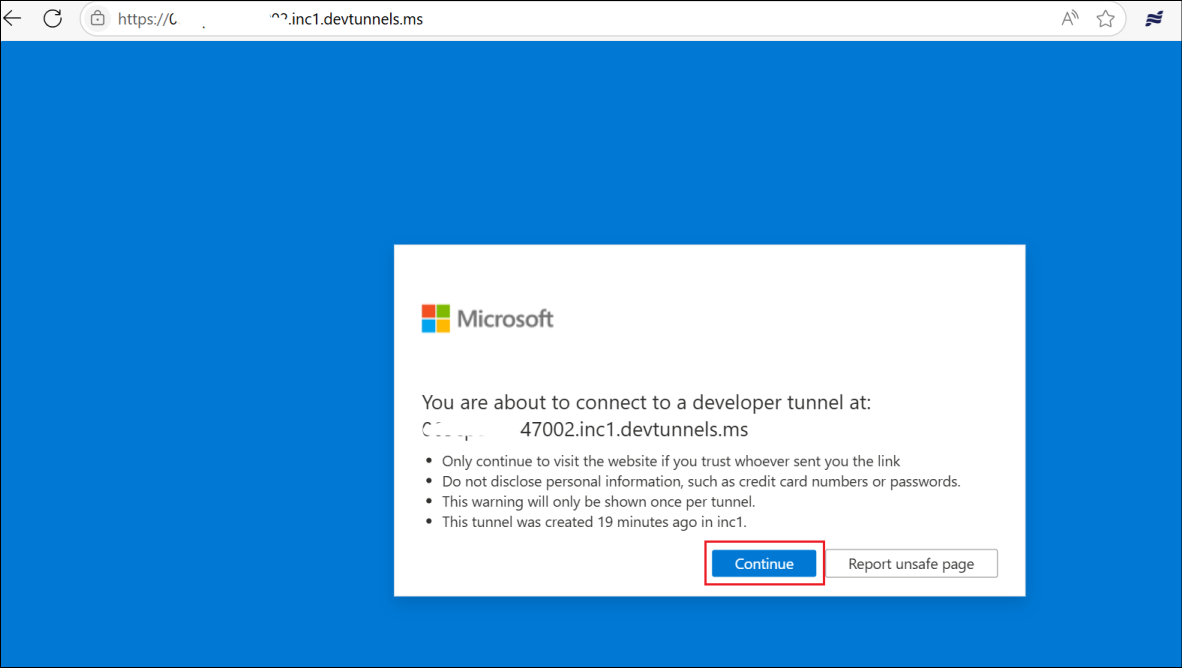 https://
002.inc1.devtunnels.ms
Microsoft
You are about to connect to a developer tunnel at:
47002.inc1.devtunnels.ms
• Only continue to visit the website if you trust whoever sent you the link
• Do not disclose personal information, such as credit card numbers or passwords.
• This warning will only be shown once per tunnel.
• This tunnel was created 19 minutes ago in inc1.
Continue
Report unsafe page